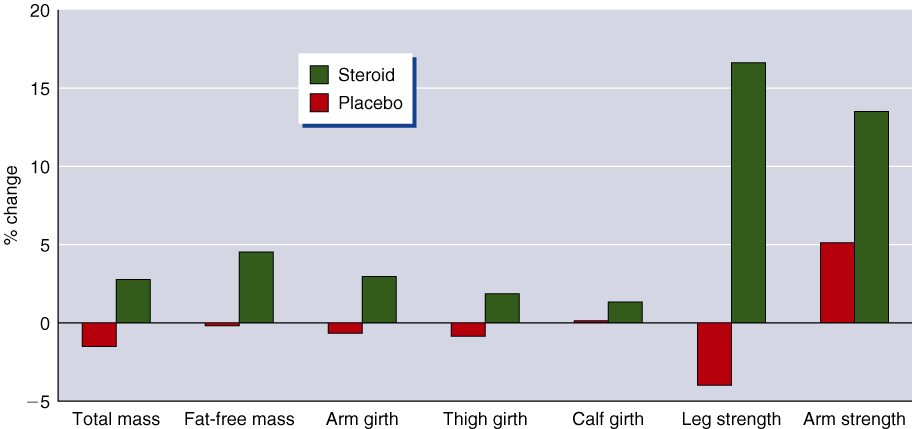 20
15
10
5
0
−5
% change
Steroid
Placebo
Total mass
Fat-free mass
Arm girth
Thigh girth
Calf girth
Leg strength
Arm strength